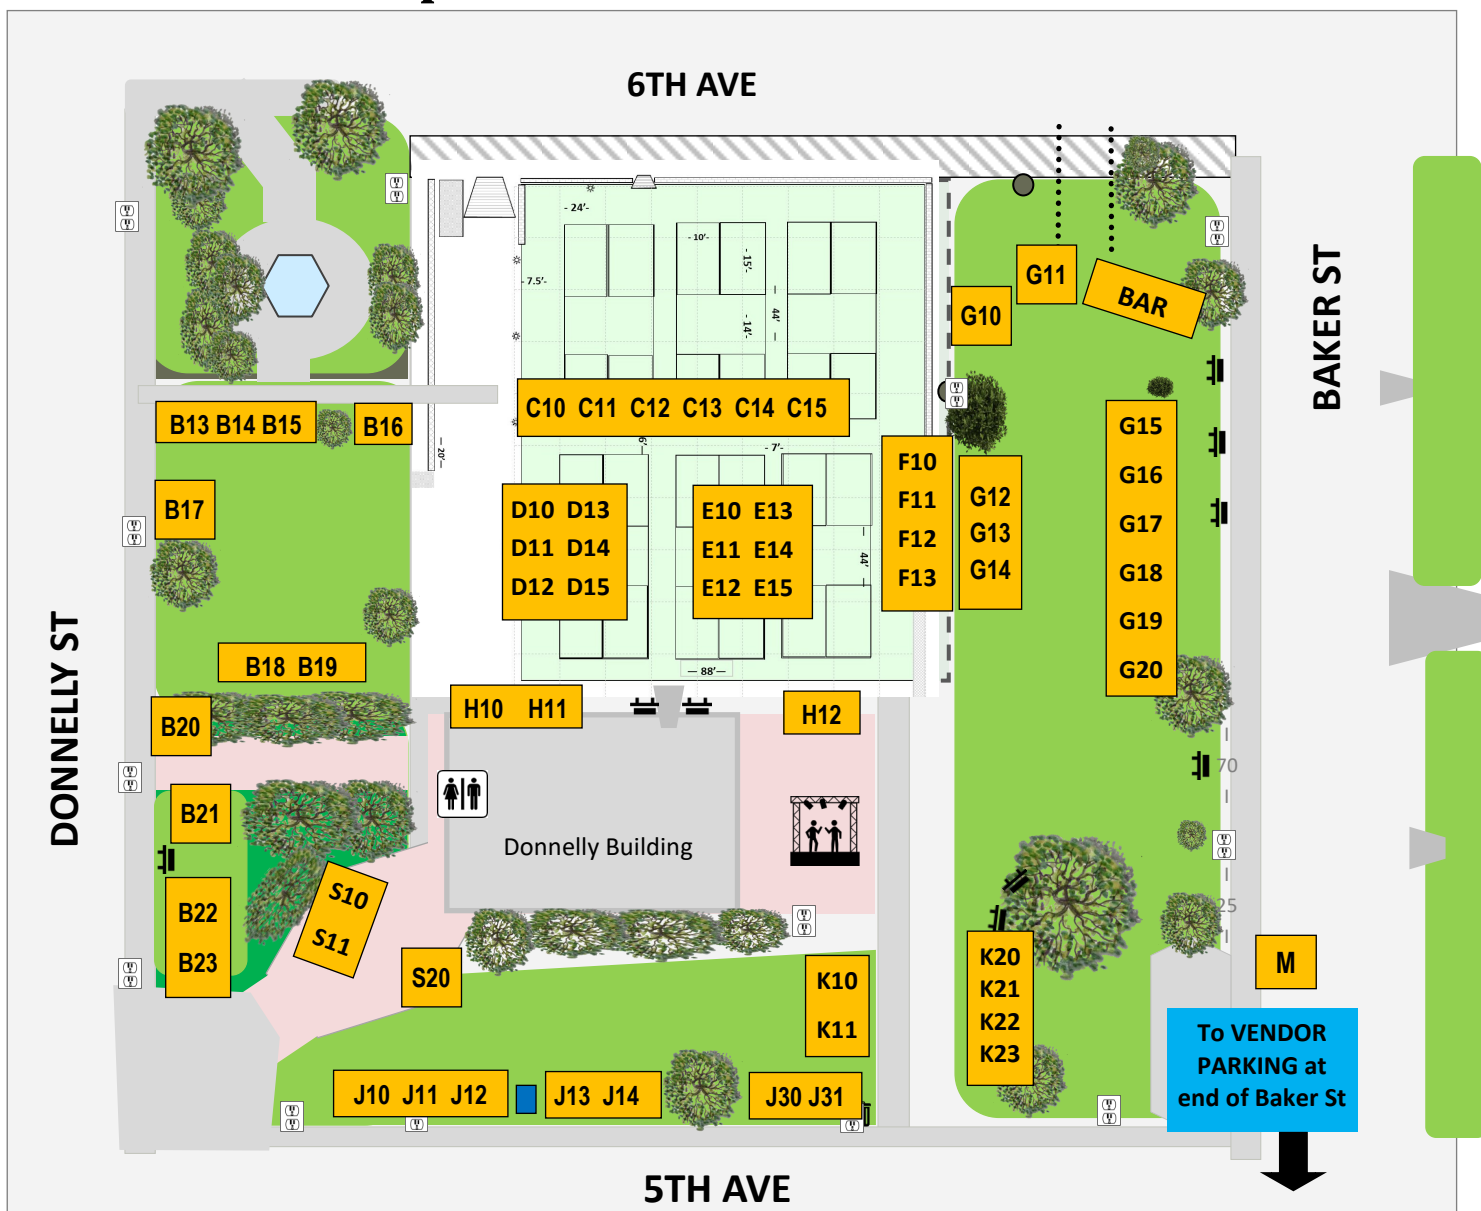 6TH AVE
- 24'-
- 10'-
- 15'-
- 7.5'-
— 44' —
- 14'-
G11
BAR
G10
BAKER ST
C10 C11 C12 C13 C14 C15
B13 B14 B15
B16
—20'—
—6'
- 7'-
G15
G16
G17
G18
G19
G20
F10
F11
F12
F13
G12
G13
G14
B17
D10 D13
D11 D14
D12 D15
E10 E13
E11 E14
E12 E15
— 44' —
DONNELLY ST
B18 B19
— 88'—
H10 H11
H12
B20
70
B21
Donnelly Building
B22
B23
S10
S11
25
S20
K10
K11
K20
K21
K22
K23
M
To VENDOR
PARKING at
end of Baker St
J10 J11 J12
J13 J14
J30 J31
5TH AVE